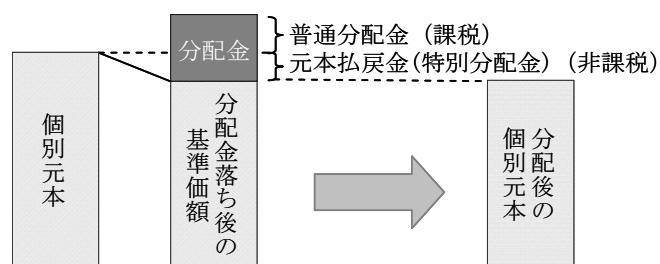 分配金
普通分配金（課税）
元本払戻金（特別分配金）（非課税）
個別元本
分配金落ち後の
基準価額
分配後の
個別元本